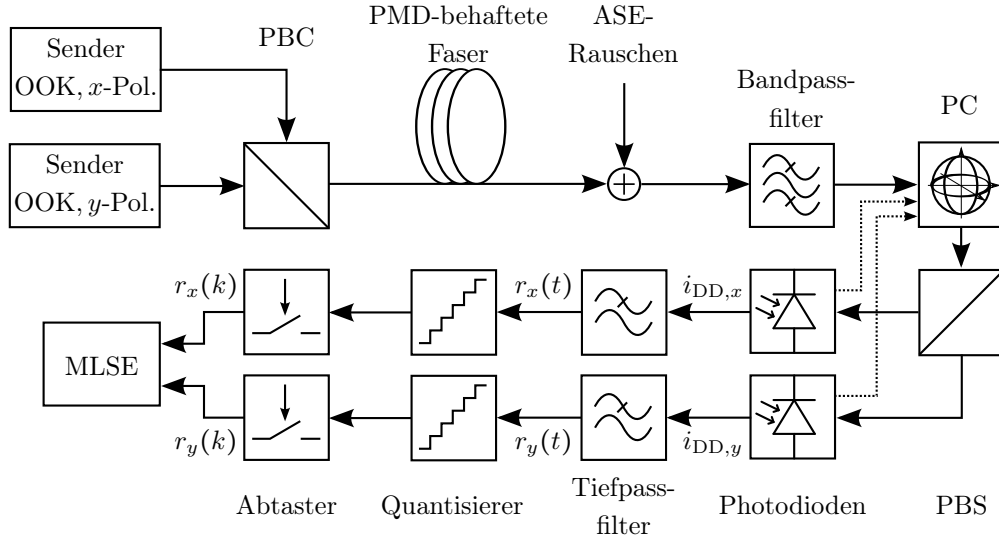 Sender
OOK, x-Pol.
PBC
PMD-behaftete
Faser
ASE-
Rauschen
Bandpass-
filter
PC
Sender
OOK, y-Pol.
r_x(k)
r_x(t)
i_DD,x
MLSE
r_y(k)
r_y(t)
i_DD,y
Abtaster
Quantisierer
Tiefpass-
filter
Photodioden
PBS